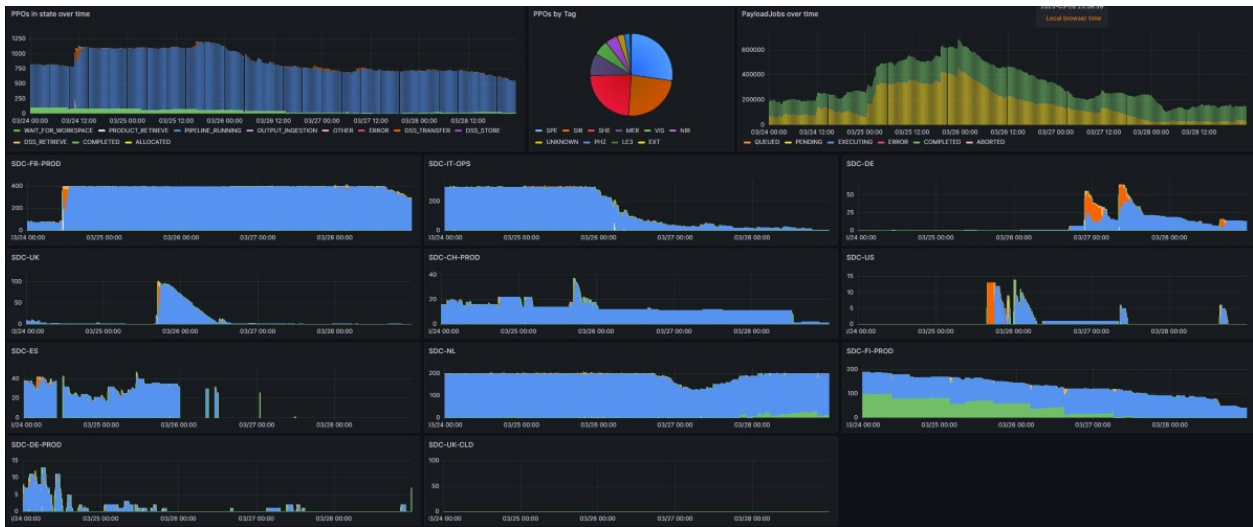 PPOs in state over time
1250
1000
750
500
250
0
03/24 00:00 03/24 12:00 03/25 00:00 03/25 12:00 03/26 00:00 03/26 12:00 03/27 00:00 03/27 12:00 03/28 00:00 03/28 12:00
WAIT_FOR_WORKSPACE PRODUCT_RETRIEVE PIPELINE_RUNNING OUTPUT_INGESTION OTHER ERROR DSS_TRANSFER DSS_STORE
DSS_RETRIEVE COMPLETED ALLOCATED
PPOs by Tag
SPE SIR SHE MER VIS NIR
UNKNOWN PHZ LE3 EXT
PayloadJobs over time
Local browser time
600000
400000
200000
0
03/24 00:00 03/24 12:00 03/25 00:00 03/25 12:00 03/26 00:00 03/26 12:00 03/27 00:00 03/27 12:00 03/28 00:00 03/28 12:00
QUEUED PENDING EXECUTING ERROR COMPLETED ABORTED
SDC-FR-PROD
400
200
0
03/25 00:00 03/26 00:00 03/27 00:00 03/28 00:00
SDC-IT-OPS
200
0
03/25 00:00 03/26 00:00 03/27 00:00 03/28 00:00
SDC-DE
50
25
0
03/25 00:00 03/26 00:00 03/27 00:00 03/28 00:00
SDC-UK
100
50
0
03/25 00:00 03/26 00:00 03/27 00:00 03/28 00:00
SDC-CH-PROD
40
20
0
03/25 00:00 03/26 00:00 03/27 00:00 03/28 00:00
SDC-US
15
10
5
0
03/25 00:00 03/26 00:00 03/27 00:00 03/28 00:00
SDC-ES
40
20
0
03/25 00:00 03/26 00:00 03/27 00:00 03/28 00:00
SDC-NL
200
100
0
03/25 00:00 03/26 00:00 03/27 00:00 03/28 00:00
SDC-FI-PROD
200
100
0
03/25 00:00 03/26 00:00 03/27 00:00 03/28 00:00
SDC-DE-PROD
15
10
5
0
03/25 00:00 03/26 00:00 03/27 00:00 03/28 00:00
SDC-UK-CLD
100
50
0
03/25 00:00 03/26 00:00 03/27 00:00 03/28 00:00